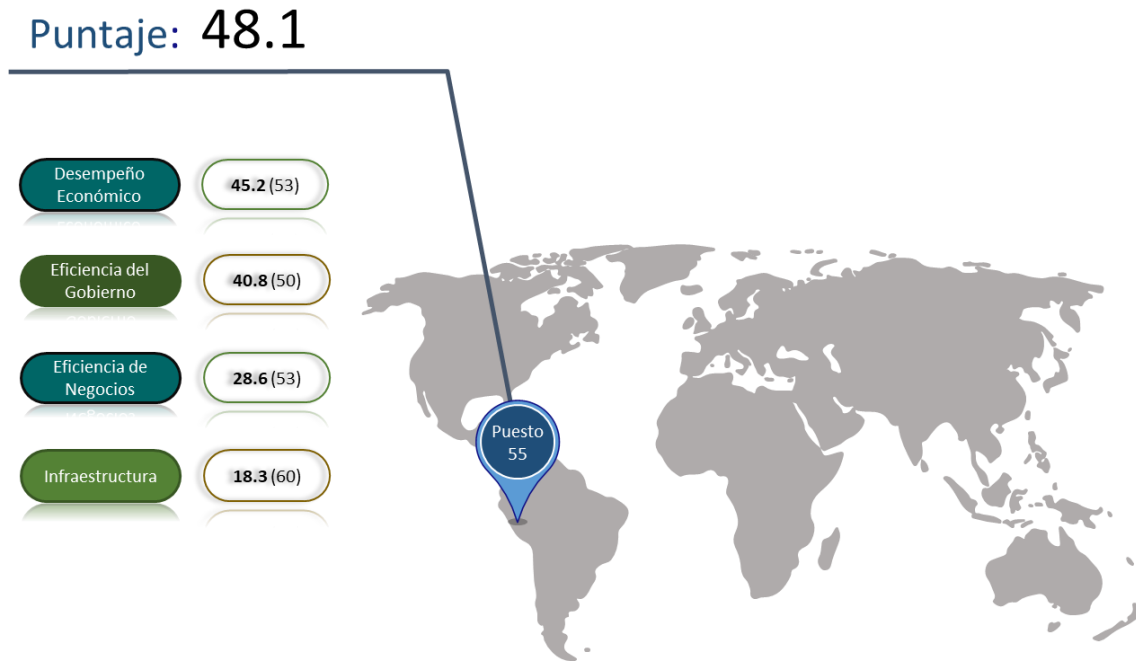 Puntaje: 48.1
Desempeño
Económico
45.2 (53)
Eficiencia del
Gobierno
40.8 (50)
Eficiencia de
Negocios
28.6 (53)
Infraestructura
18.3 (60)
Puesto
55